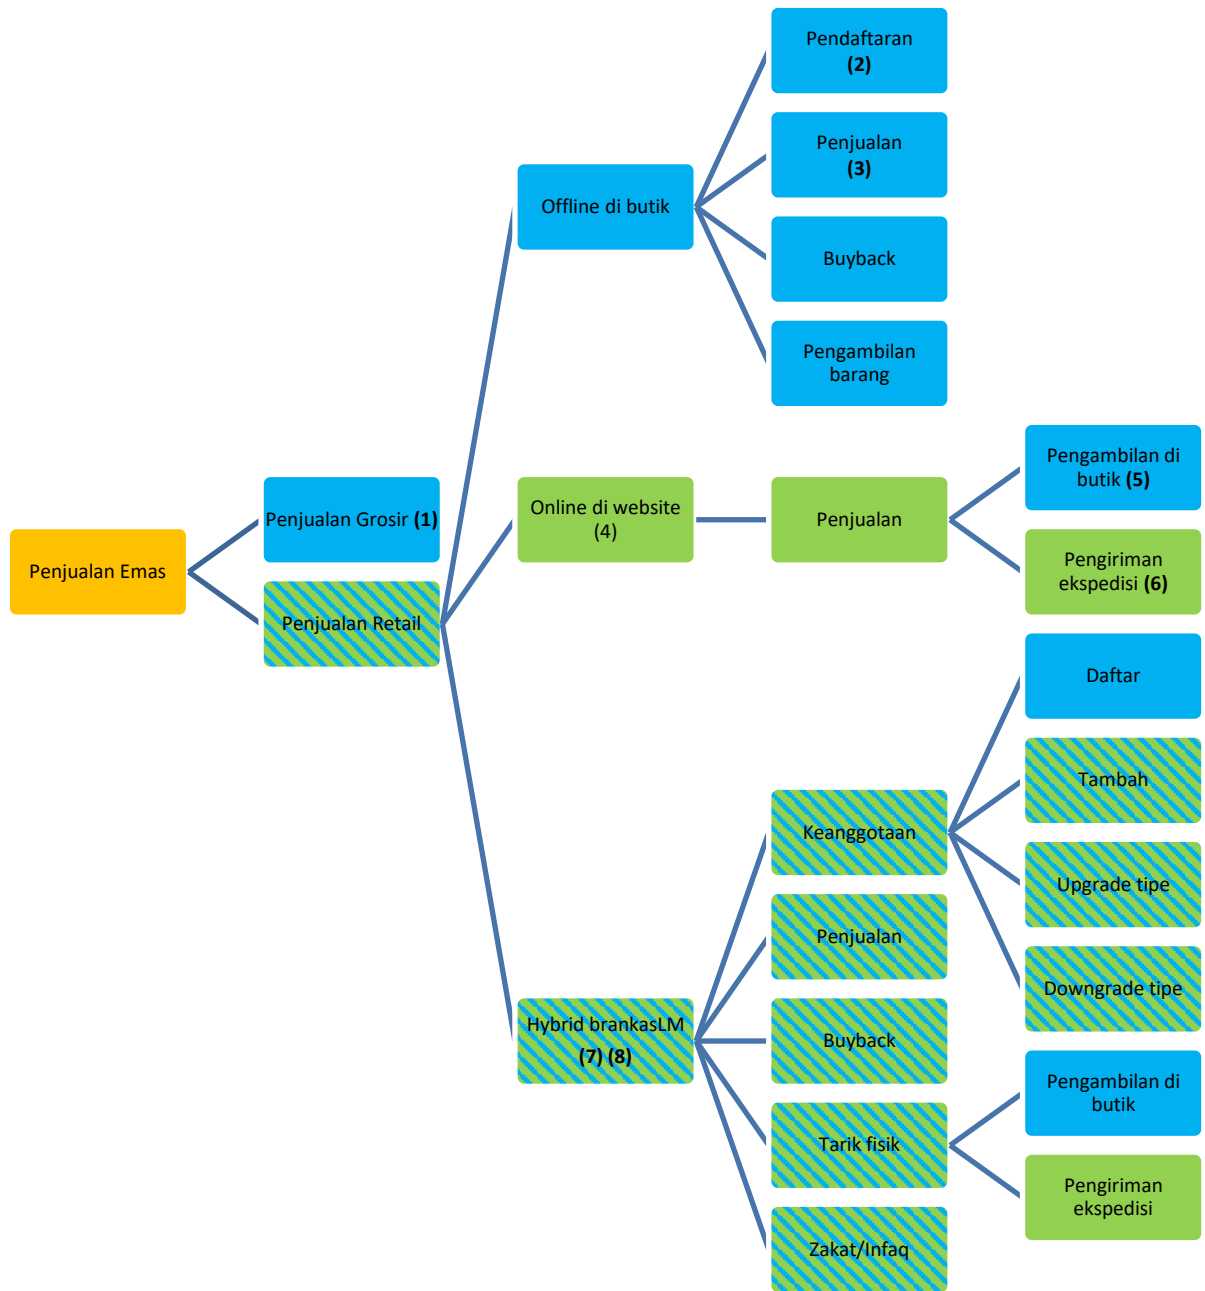 Penjualan Emas
Penjualan Grosir (1)
Penjualan Retail
Offline di butik
Pendaftaran
(2)
Penjualan
(3)
Buyback
Pengambilan
barang
Online di website
(4)
Penjualan
Pengambilan di
butik (5)
Pengiriman
ekspedisi (6)
Hybrid brankasLM
(7) (8)
Keanggotaan
Daftar
Tambah
Upgrade tipe
Downgrade tipe
Penjualan
Buyback
Tarik fisik
Pengambilan di
butik
Pengiriman
ekspedisi
Zakat/Infaq